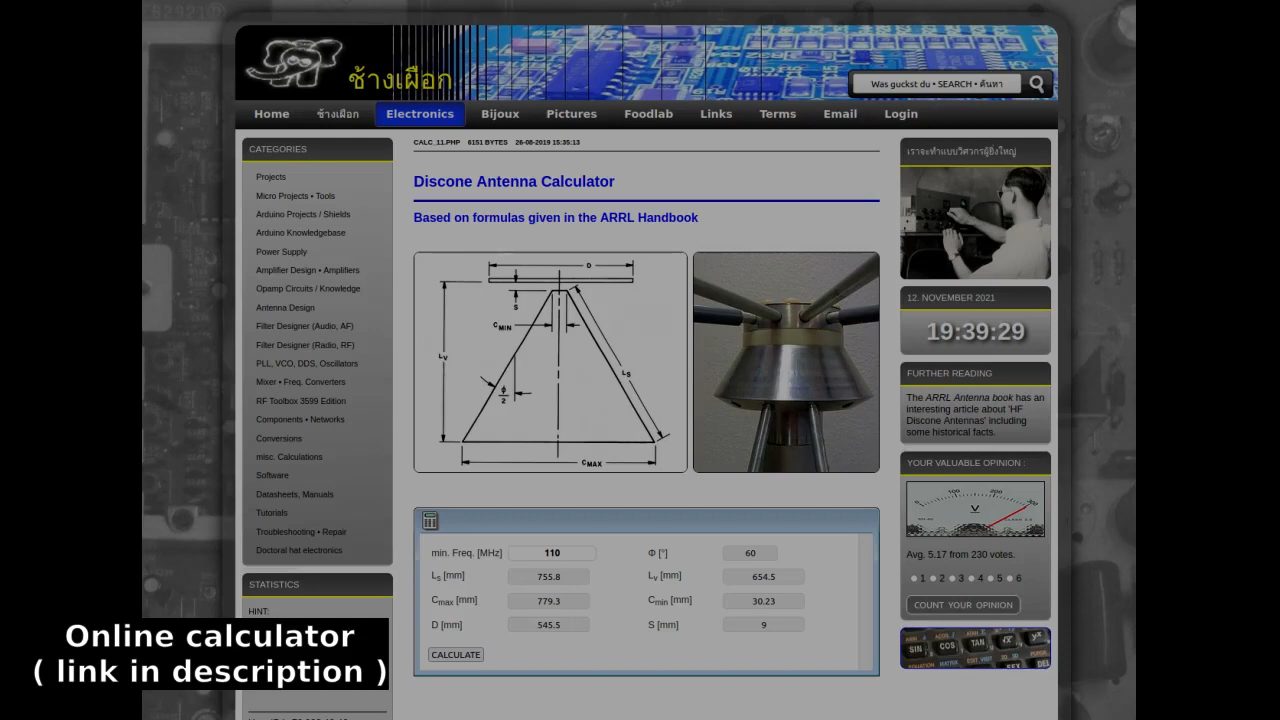 ช้างเผือก
Was guckst du • SEARCH • ค้นหา
Home ช้างเผือก Electronics Bijoux Pictures Foodlab Links Terms Email Login
CATEGORIES
Projects
Micro Projects • Tools
Arduino Projects / Shields
Arduino Knowledgebase
Power Supply
Amplifier Design • Amplifiers
Opamp Circuits / Knowledge
Antenna Design
Filter Designer (Audio, AF)
Filter Designer (Radio, RF)
PLL, VCO, DDS, Oscillators
Mixer • Freq. Converters
RF Toolbox 3599 Edition
Components • Networks
Conversions
misc. Calculations
Software
Datasheets, Manuals
Tutorials
Troubleshooting • Repair
Doctoral hat electronics
STATISTICS
HINT:
CALC_11.PHP 6151 BYTES 26-08-2019 15:35:13
Discone Antenna Calculator
Based on formulas given in the ARRL Handbook
D
S
CMIN
LV
LS
ϕ
2
CMAX
min. Freq. [MHz] 110 Φ [°] 60
Ls [mm] 755.8 Lv [mm] 654.5
Cmax [mm] 779.3 Cmin [mm] 30.23
D [mm] 545.5 S [mm] 9
CALCULATE
เราจะทำแบบวิศวกรผู้ยิ่งใหญ่
12. NOVEMBER 2021
19:39:29
FURTHER READING
The ARRL Antenna book has an
interesting article about 'HF
Discone Antennas' including
some historical facts.
YOUR VALUABLE OPINION :
0 100 200 300
V
Avg. 5.17 from 230 votes.
1 2 3 4 5 6
COUNT YOUR OPINION
SIN COS TAN √x yx
Online calculator
( link in description )